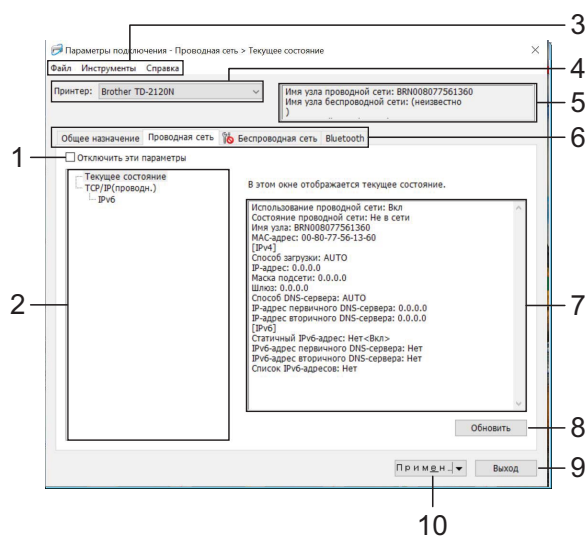 3
Параметры подключения - Проводная сеть > Текущее состояние
Файл Инструменты Справка
4
Принтер: Brother TD-2120N
Имя узла проводной сети: BRN008077561360
Имя узла беспроводной сети: (неизвестно
)
5
6
Общее назначение Проводная сеть Беспроводная сеть Bluetooth
1
Отключить эти параметры
Текущее состояние
TCP/IP(проводн.)
IPv6
2
В этом окне отображается текущее состояние.
Использование проводной сети: Вкл
Состояние проводной сети: Не в сети
Имя узла: BRN008077561360
MAC-адрес: 00-80-77-56-13-60
[IPv4]
Способ загрузки: AUTO
IP-адрес: 0.0.0.0
Маска подсети: 0.0.0.0
Шлюз: 0.0.0.0
Способ DNS-сервера: AUTO
IP-адрес первичного DNS-сервера: 0.0.0.0
IP-адрес вторичного DNS-сервера: 0.0.0.0
[IPv6]
Статичный IPv6-адрес: Нет<Вкл>
IPv6-адрес первичного DNS-сервера: Нет
IPv6-адрес вторичного DNS-сервера: Нет
Список IPv6-адресов: Нет
7
Обновить
8
Примен...
Выход
9
10